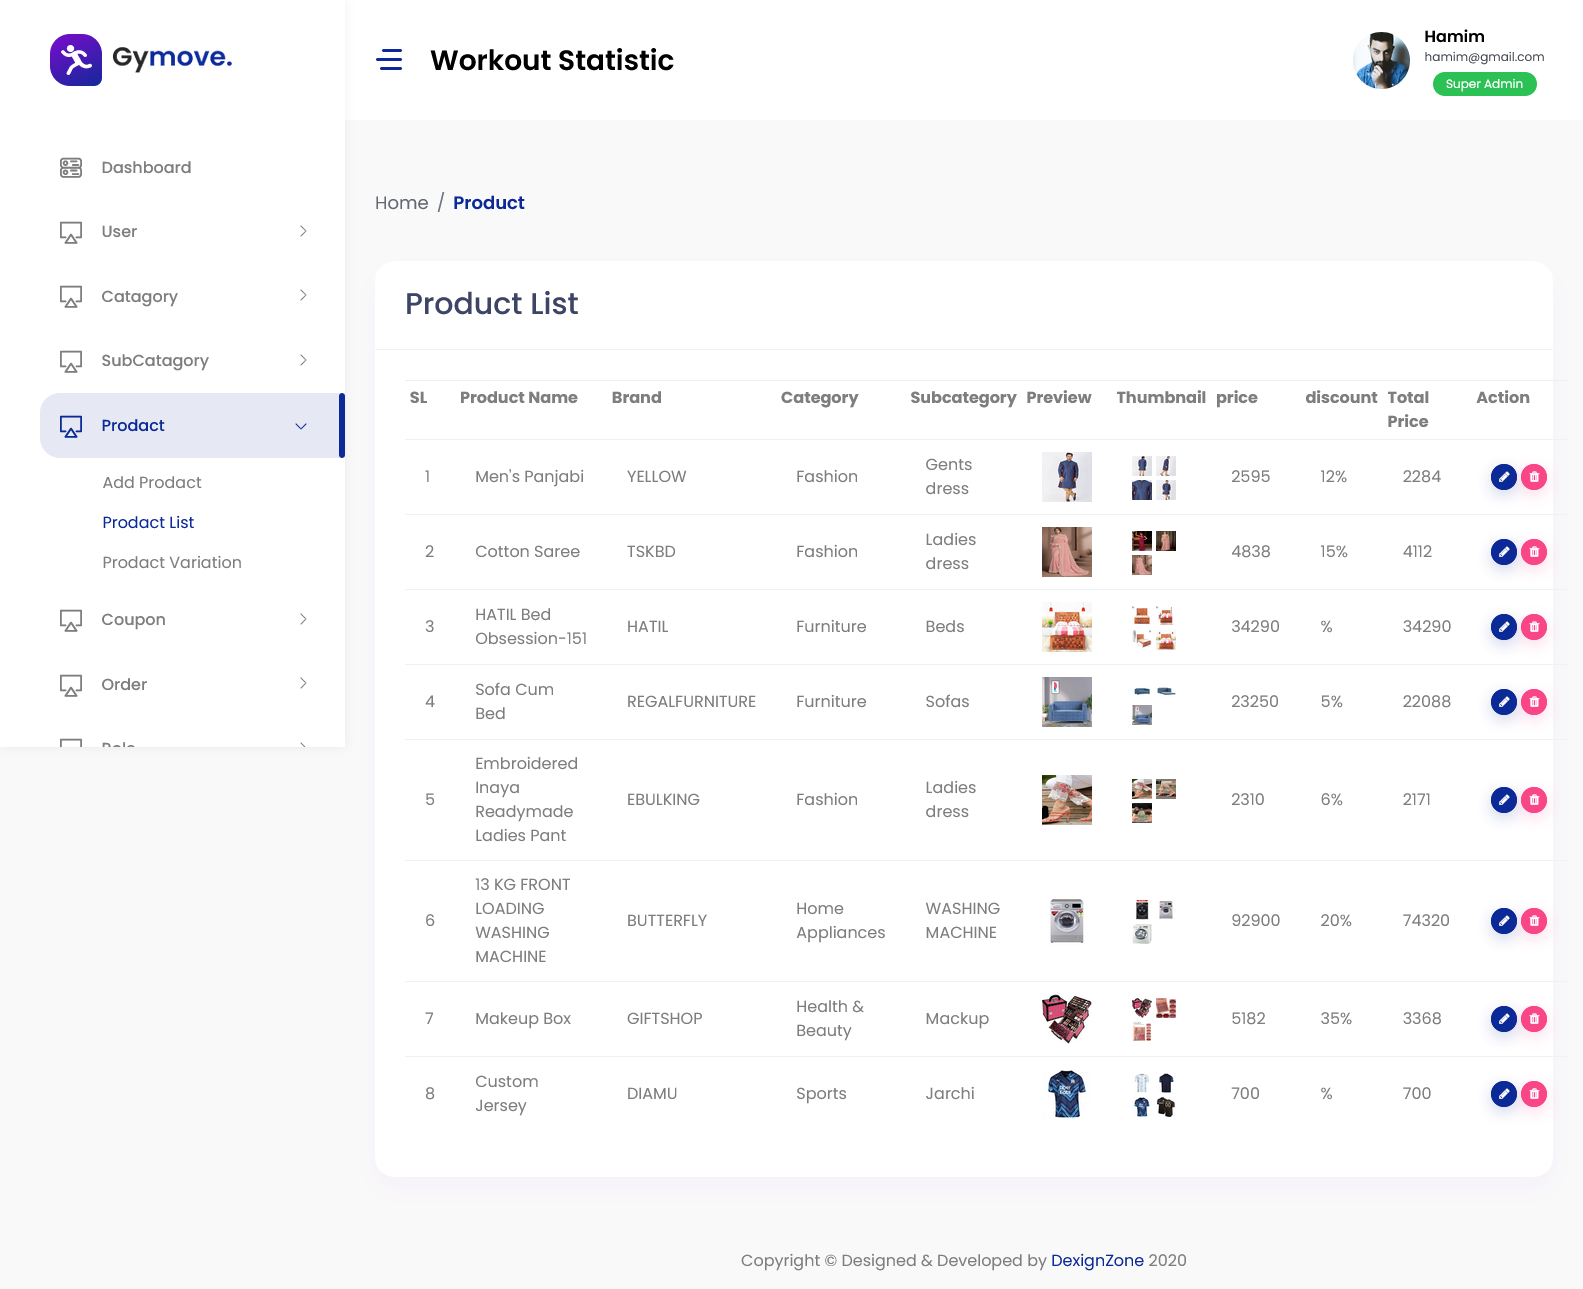 Gymove.
Workout Statistic
Hamim
hamim@gmail.com
Super Admin
Dashboard
User
Catagory
SubCatagory
Prodact
Add Prodact
Prodact List
Prodact Variation
Coupon
Order
Role
Home / Product
Product List
SL Product Name Brand Category Subcategory Preview Thumbnail price discount Total Price Action
1 Men's Panjabi YELLOW Fashion Gents dress 2595 12% 2284
2 Cotton Saree TSKBD Fashion Ladies dress 4838 15% 4112
3 HATIL Bed Obsession-151 HATIL Furniture Beds 34290 % 34290
4 Sofa Cum Bed REGALFURNITURE Furniture Sofas 23250 5% 22088
5 Embroidered Inaya Readymade Ladies Pant EBULKING Fashion Ladies dress 2310 6% 2171
6 13 KG FRONT LOADING WASHING MACHINE BUTTERFLY Home Appliances WASHING MACHINE 92900 20% 74320
7 Makeup Box GIFTSHOP Health & Beauty Mackup 5182 35% 3368
8 Custom Jersey DIAMU Sports Jarchi 700 % 700
Copyright © Designed & Developed by DexignZone 2020